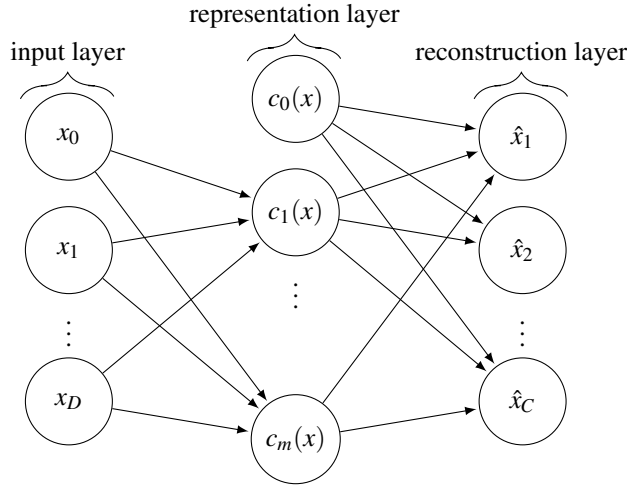 representation layer
input layer
reconstruction layer
c₀(x)
x₀
x̂₁
c₁(x)
x₁
x̂₂
⋮
⋮
⋮
x_D
x̂_C
c_m(x)